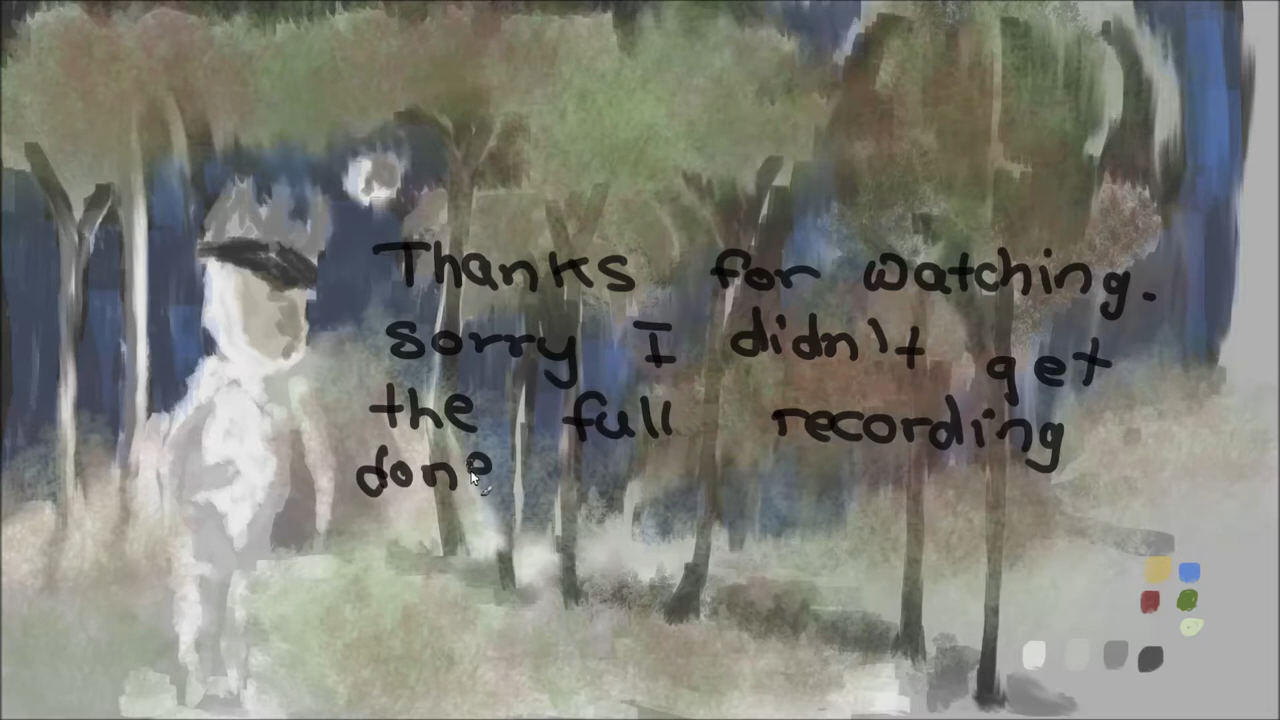 Thanks for watching.
Sorry I didn't get
the full recording
done